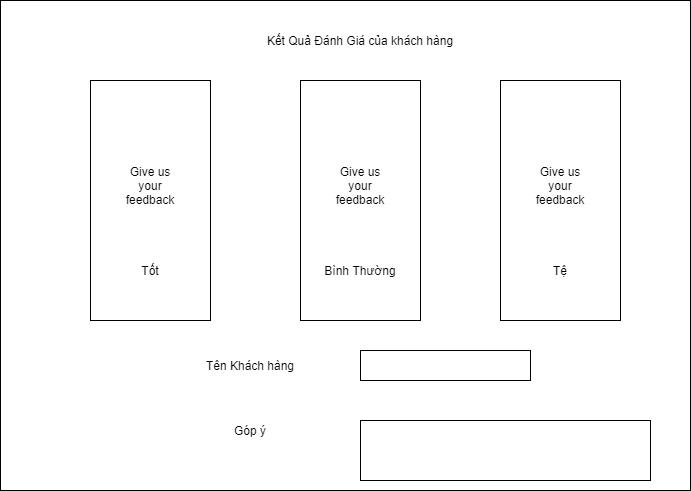 Kết Quả Đánh Giá của khách hàng
Give us
your
feedback
Tốt
Give us
your
feedback
Bình Thường
Give us
your
feedback
Tệ
Tên Khách hàng
Góp ý